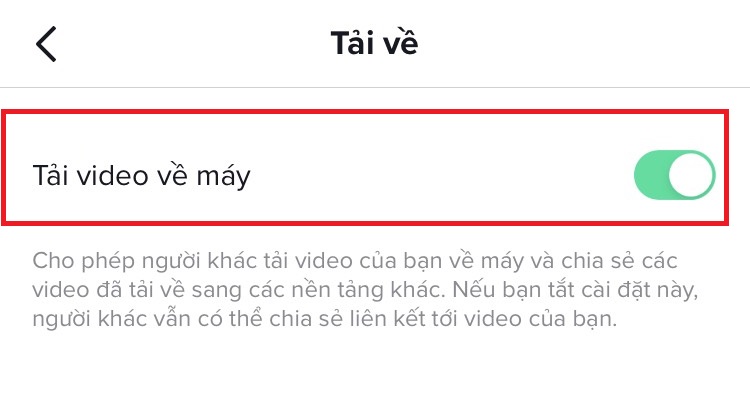 Tải về
Tải video về máy
Cho phép người khác tải video của bạn về máy và chia sẻ các
video đã tải về sang các nền tảng khác. Nếu bạn tắt cài đặt này,
người khác vẫn có thể chia sẻ liên kết tới video của bạn.